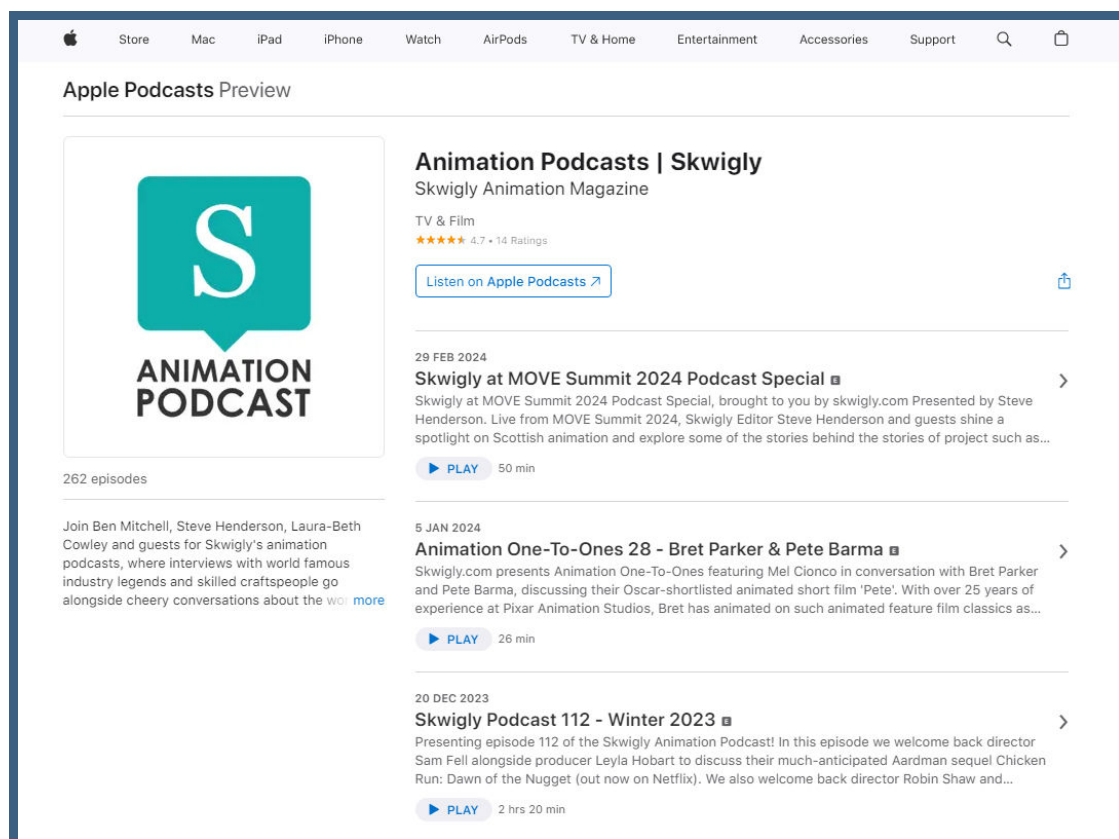 Store Mac iPad iPhone Watch AirPods TV & Home Entertainment Accessories Support
Apple Podcasts Preview
S
ANIMATION
PODCAST
262 episodes
Join Ben Mitchell, Steve Henderson, Laura-Beth
Cowley and guests for Skwigly's animation
podcasts, where interviews with world famous
industry legends and skilled craftspeople go
alongside cheery conversations about the more
Animation Podcasts | Skwigly
Skwigly Animation Magazine
TV & Film
★★★★★ 4.7 • 14 Ratings
Listen on Apple Podcasts ↗
29 FEB 2024
Skwigly at MOVE Summit 2024 Podcast Special E
Skwigly at MOVE Summit 2024 Podcast Special, brought to you by skwigly.com Presented by Steve
Henderson. Live from MOVE Summit 2024, Skwigly Editor Steve Henderson and guests shine a
spotlight on Scottish animation and explore some of the stories behind the stories of project such as...
PLAY 50 min
5 JAN 2024
Animation One-To-Ones 28 - Bret Parker & Pete Barma E
Skwigly.com presents Animation One-To-Ones featuring Mel Cionco in conversation with Bret Parker
and Pete Barma, discussing their Oscar-shortlisted animated short film 'Pete'. With over 25 years of
experience at Pixar Animation Studios, Bret has animated on such animated feature film classics as...
PLAY 26 min
20 DEC 2023
Skwigly Podcast 112 - Winter 2023 E
Presenting episode 112 of the Skwigly Animation Podcast! In this episode we welcome back director
Sam Fell alongside producer Leyla Hobart to discuss their much-anticipated Aardman sequel Chicken
Run: Dawn of the Nugget (out now on Netflix). We also welcome back director Robin Shaw and...
PLAY 2 hrs 20 min